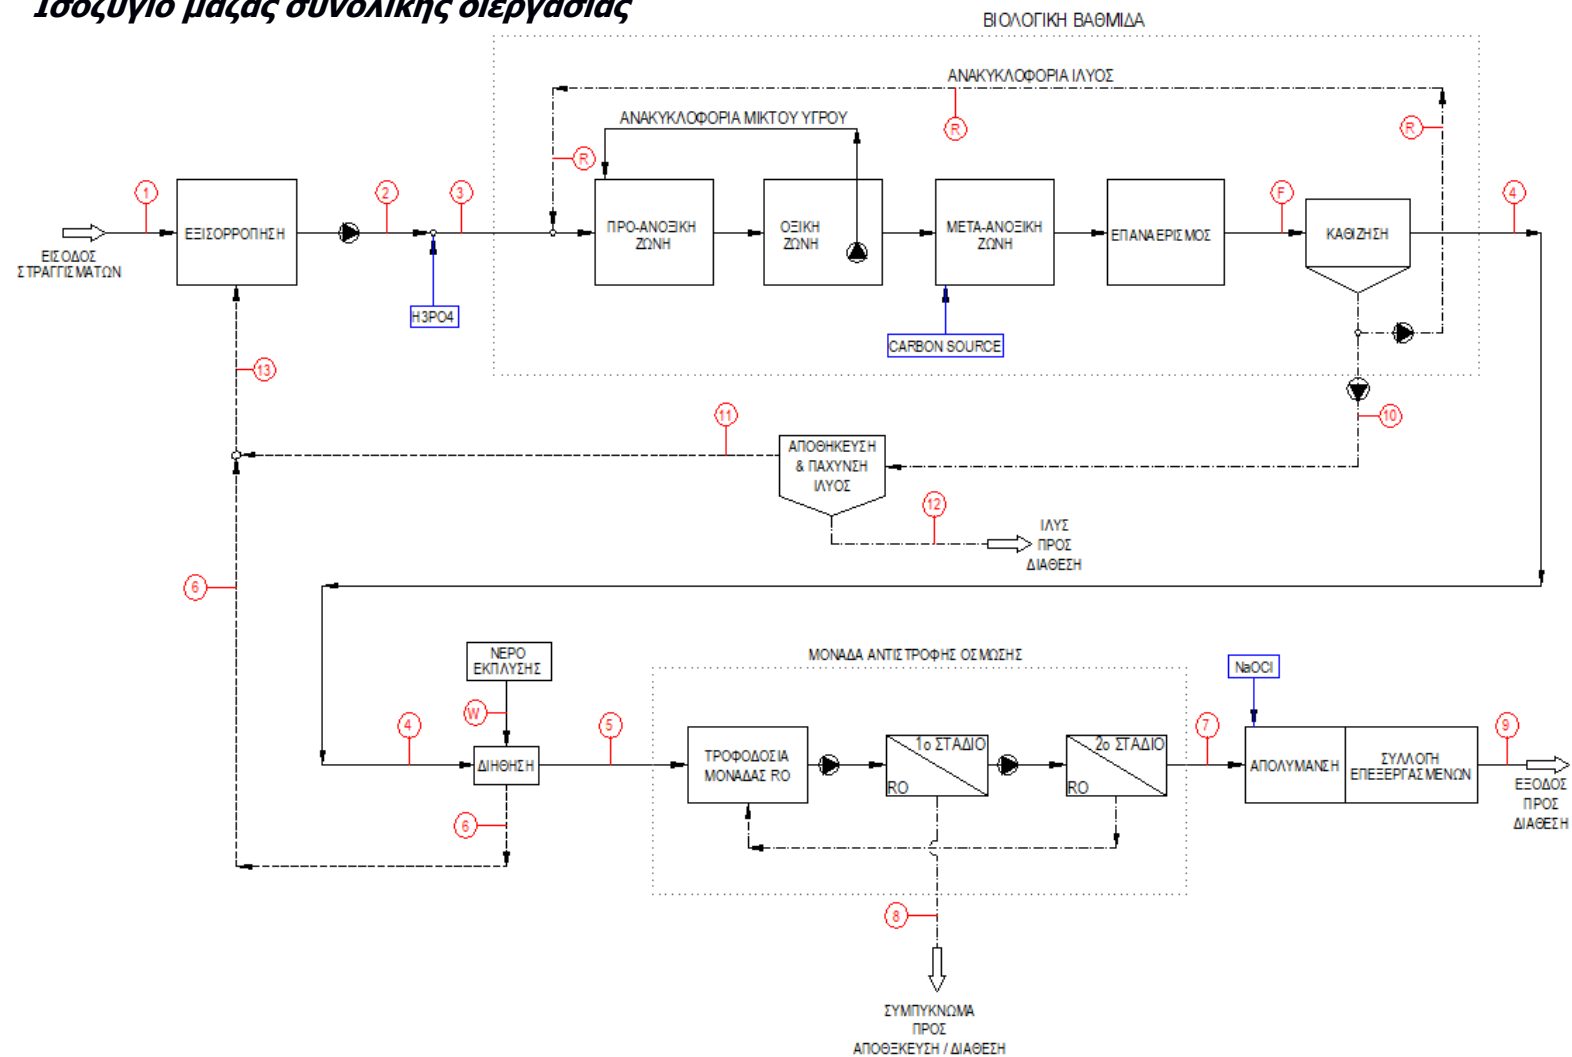 Ισοζύγιο μάζας συνολικής διεργασίας
ΒΙΟΛΟΓΙΚΗ ΒΑΘΜΙΔΑ
ΑΝΑΚΥΚΛΟΦΟΡΙΑ ΙΛΥΟΣ
ΑΝΑΚΥΚΛΟΦΟΡΙΑ ΜΙΚΤΟΥ ΥΓΡΟΥ
R
R
R
1
2
3
F
4
ΕΞΙΣΟΡΡΟΠΗΣΗ
ΠΡΟ-ΑΝΟΞΙΚΗ
ΖΩΝΗ
ΟΞΙΚΗ
ΖΩΝΗ
ΜΕΤΑ-ΑΝΟΞΙΚΗ
ΖΩΝΗ
ΕΠΑΝΑΕΡΙΣΜΟΣ
ΚΑΘΙΖΗΣΗ
ΕΙΣΟΔΟΣ
ΣΤΡΑΓΓΙΣΜΑΤΩΝ
H3PO4
CARBON SOURCE
13
11
10
ΑΠΟΘΗΚΕΥΣΗ
& ΠΑΧΥΝΣΗ
ΙΛΥΟΣ
12
ΙΛΥΣ
ΠΡΟΣ
ΔΙΑΘΕΣΗ
6
ΝΕΡΟ
ΕΚΠΛΥΣΗΣ
ΜΟΝΑΔΑ ΑΝΤΙΣΤΡΟΦΗΣ ΟΣΜΩΣΗΣ
NaOCl
4
W
5
7
9
ΔΙΗΘΗΣΗ
ΤΡΟΦΟΔΟΣΙΑ
ΜΟΝΑΔΑΣ RO
1ο ΣΤΑΔΙΟ
RO
2ο ΣΤΑΔΙΟ
RO
ΑΠΟΛΥΜΑΝΣΗ
ΣΥΛΛΟΓΗ
ΕΠΕΞΕΡΓΑΣΜΕΝΩΝ
ΕΞΟΔΟΣ
ΠΡΟΣ
ΔΙΑΘΕΣΗ
6
8
ΣΥΜΠΥΚΝΩΜΑ
ΠΡΟΣ
ΑΠΟΘΞΚΕΥΣΗ / ΔΙΑΘΕΣΗ